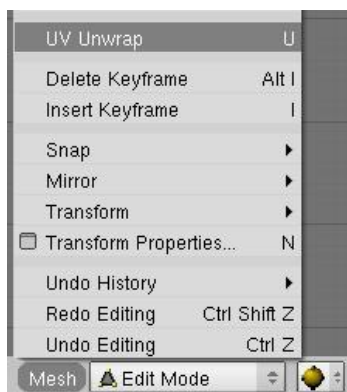 UV Unwrap U
Delete Keyframe Alt I
Insert Keyframe I
Snap
Mirror
Transform
Transform Properties... N
Undo History
Redo Editing Ctrl Shift Z
Undo Editing Ctrl Z
Mesh Edit Mode